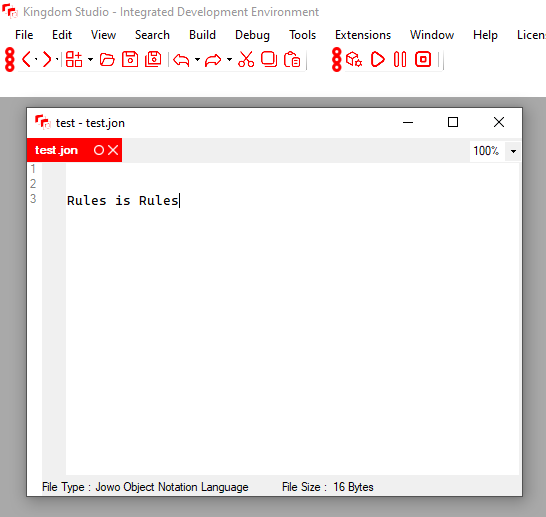 Kingdom Studio - Integrated Development Environment
File Edit View Search Build Debug Tools Extensions Window Help Licen
test - test.jon
test.jon
100%
1
2
3 Rules is Rules
File Type : Jowo Object Notation Language File Size : 16 Bytes